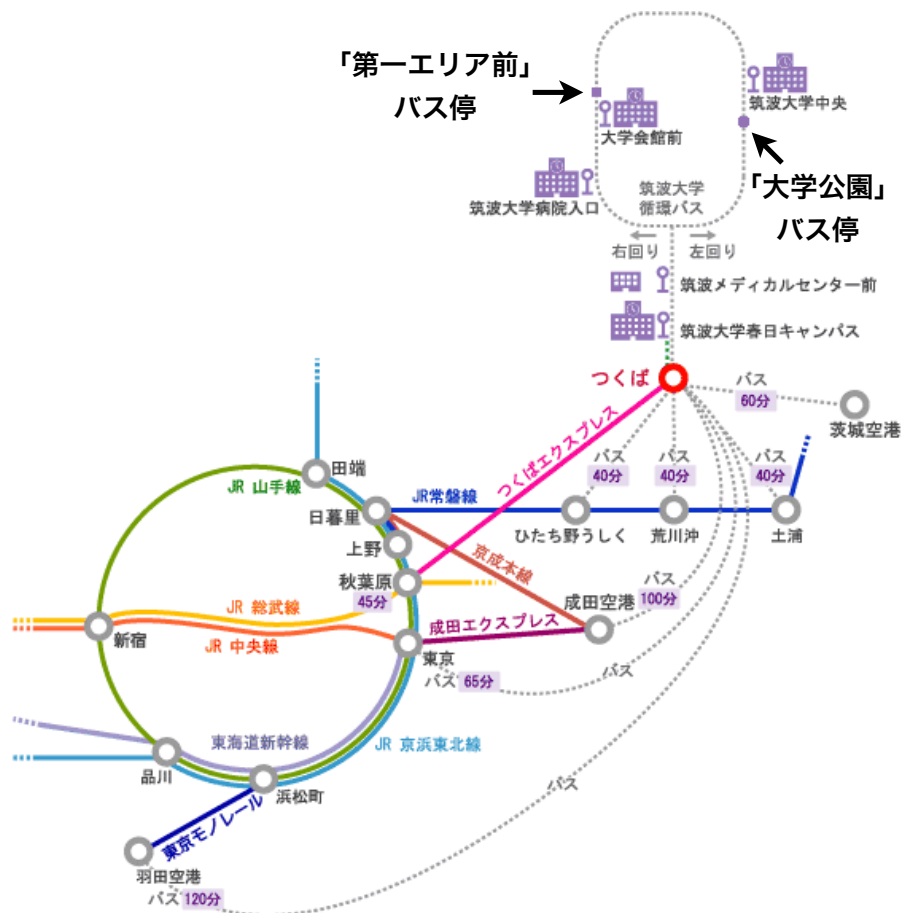 「第一エリア前」
バス停
筑波大学中央
大学会館前
「大学公園」
バス停
筑波大学病院入口
筑波大学
循環バス
右回り
左回り
筑波メディカルセンター前
筑波大学春日キャンパス
つくば
バス
60分
茨城空港
つくばエクスプレス
バス
40分
バス
40分
バス
40分
田端
JR 山手線
日暮里
JR常磐線
ひたち野うしく
荒川沖
土浦
上野
京成本線
秋葉原
45分
バス
100分
成田空港
JR 総武線
成田エクスプレス
新宿
JR 中央線
東京
バス 65分
バス
東海道新幹線
JR 京浜東北線
品川
浜松町
バス
東京モノレール
羽田空港
バス 120分